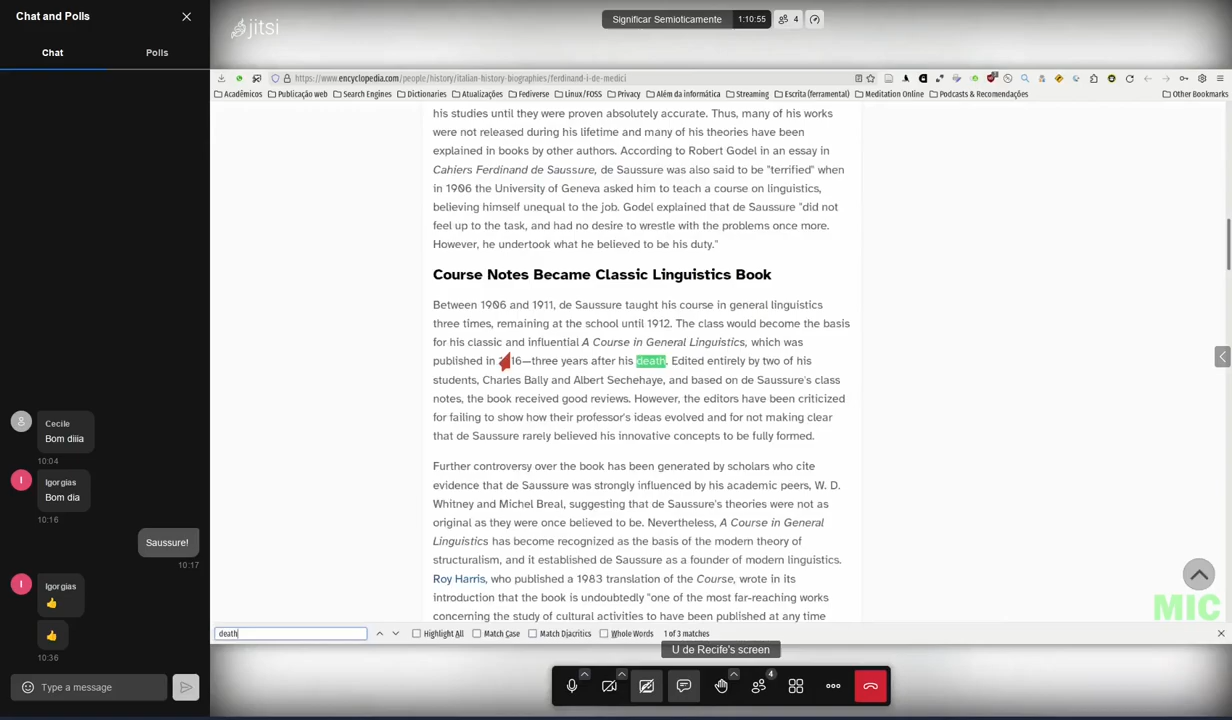 Chat and Polls
Chat
Polls
Cecile
Bom diiia
10:04
I
Igorgias
Bom dia
10:16
Saussure!
10:17
I
Igorgias
10:36
Type a message
jitsi
Significar Semioticamente
1:10:55
4
https://www.encyclopedia.com/people/history/italian-history-biographies/ferdinand-i-de-medici
Acadêmicos
Publicação web
Search Engines
Dictionaries
Atualizações
Fediverse
Linux/FOSS
Privacy
Além da informática
Streaming
Escrita (ferramental)
Meditation Online
Podcasts & Recomendações
Other Bookmarks
his studies until they were proven absolutely accurate. Thus, many of his works
were not released during his lifetime and many of his theories have been
explained in books by other authors. According to Robert Godel in an essay in
Cahiers Ferdinand de Saussure, de Saussure was also said to be "terrified" when
in 1906 the University of Geneva asked him to teach a course on linguistics,
believing himself unequal to the job. Godel explained that de Saussure "did not
feel up to the task, and had no desire to wrestle with the problems once more.
However, he undertook what he believed to be his duty."
Course Notes Became Classic Linguistics Book
Between 1906 and 1911, de Saussure taught his course in general linguistics
three times, remaining at the school until 1912. The class would become the basis
for his classic and influential A Course in General Linguistics, which was
published in 16—three years after his death. Edited entirely by two of his
students, Charles Bally and Albert Sechehaye, and based on de Saussure's class
notes, the book received good reviews. However, the editors have been criticized
for failing to show how their professor's ideas evolved and for not making clear
that de Saussure rarely believed his innovative concepts to be fully formed.
Further controversy over the book has been generated by scholars who cite
evidence that de Saussure was strongly influenced by his academic peers, W. D.
Whitney and Michel Breal, suggesting that de Saussure's theories were not as
original as they were once believed to be. Nevertheless, A Course in General
Linguistics has become recognized as the basis of the modern theory of
structuralism, and it established de Saussure as a founder of modern linguistics.
Roy Harris, who published a 1983 translation of the Course, wrote in its
introduction that the book is undoubtedly "one of the most far-reaching works
concerning the study of cultural activities to have been published at any time
MIC
death
Highlight All
Match Case
Match Diacritics
Whole Words
1 of 3 matches
U de Recife's screen
4